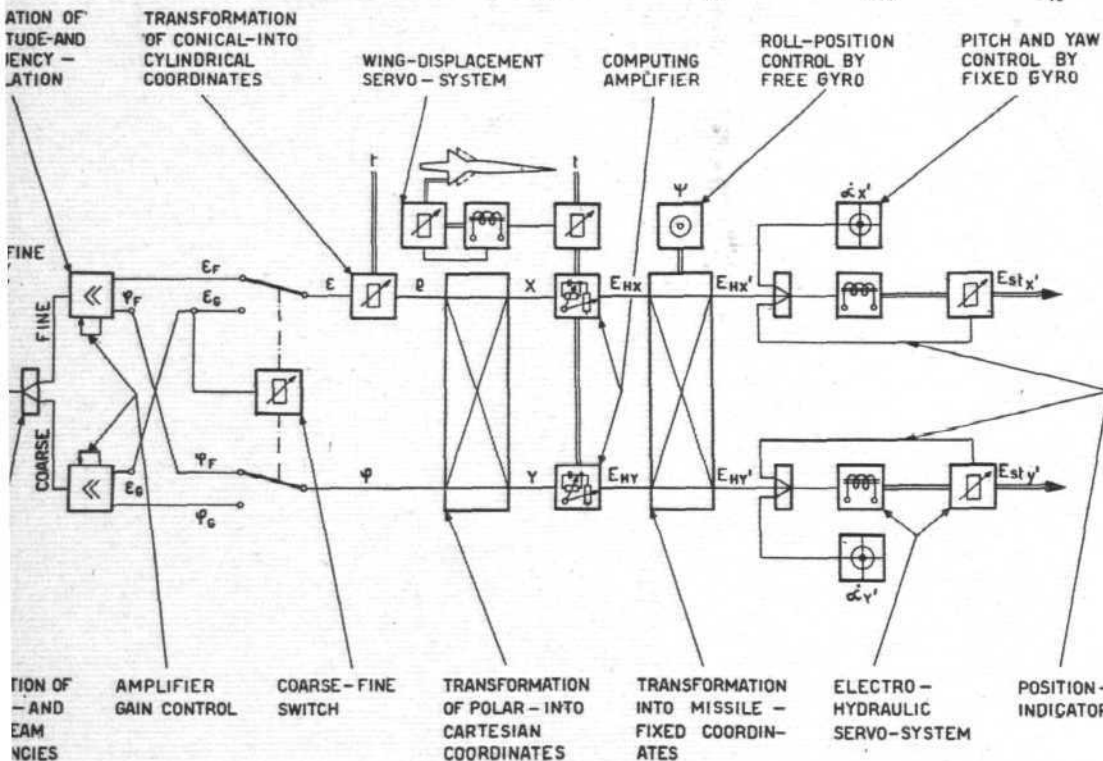 ATION OF
TUDE-AND
JENCY-
LATION
TRANSFORMATION
OF CONICAL-INTO
CYLINDRICAL
COORDINATES
WING-DISPLACEMENT
SERVO-SYSTEM
COMPUTING
AMPLIFIER
ROLL-POSITION
CONTROL BY
FREE GYRO
PITCH AND YAW
CONTROL BY
FIXED GYRO
t
t
Ψ
α̇x'
FINE
εF
φF
εG
ε
ϱ
X
EHX
EHX'
Estx'
FINE
COARSE
φF
εG
φG
φ
Y
EHY
EHY'
Esty'
α̇Y'
TION OF
-AND
EAM
NCIES
AMPLIFIER
GAIN CONTROL
COARSE-FINE
SWITCH
TRANSFORMATION
OF POLAR-INTO
CARTESIAN
COORDINATES
TRANSFORMATION
INTO MISSILE-
FIXED COORDIN-
ATES
ELECTRO-
HYDRAULIC
SERVO-SYSTEM
POSITION-
INDICATOR